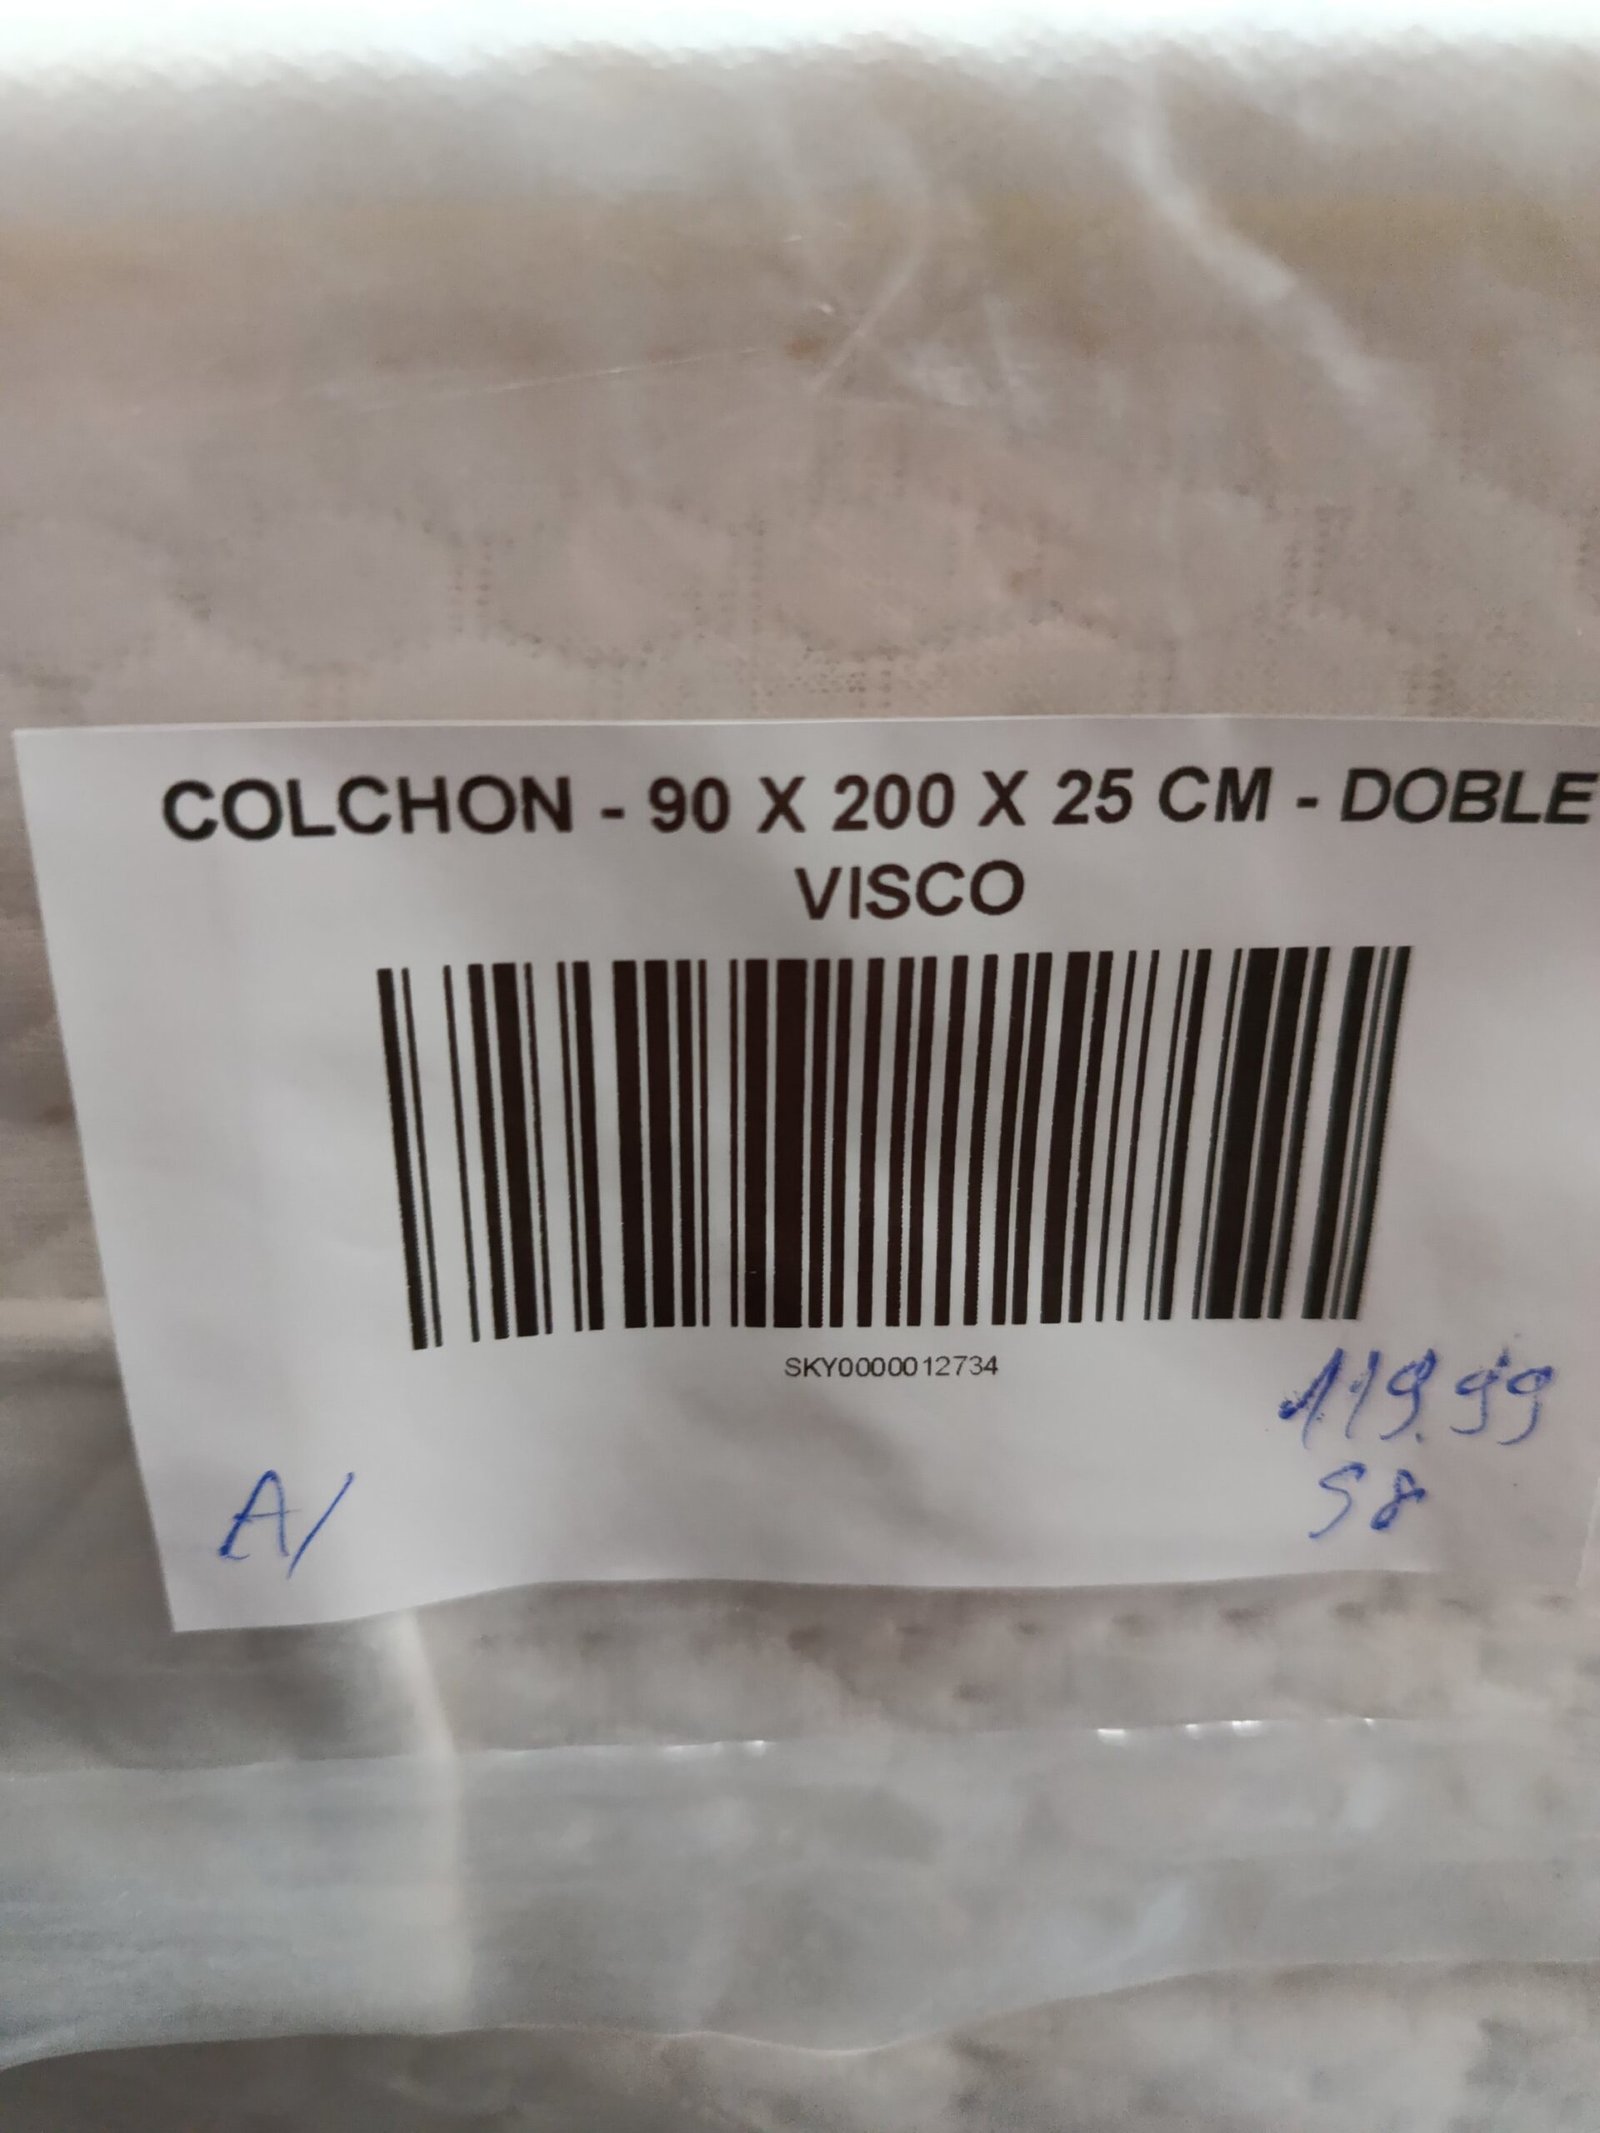 COLCHON - 90 X 200 X 25 CM - DOBLE
VISCO
SKY0000012734
119.99
A/
58